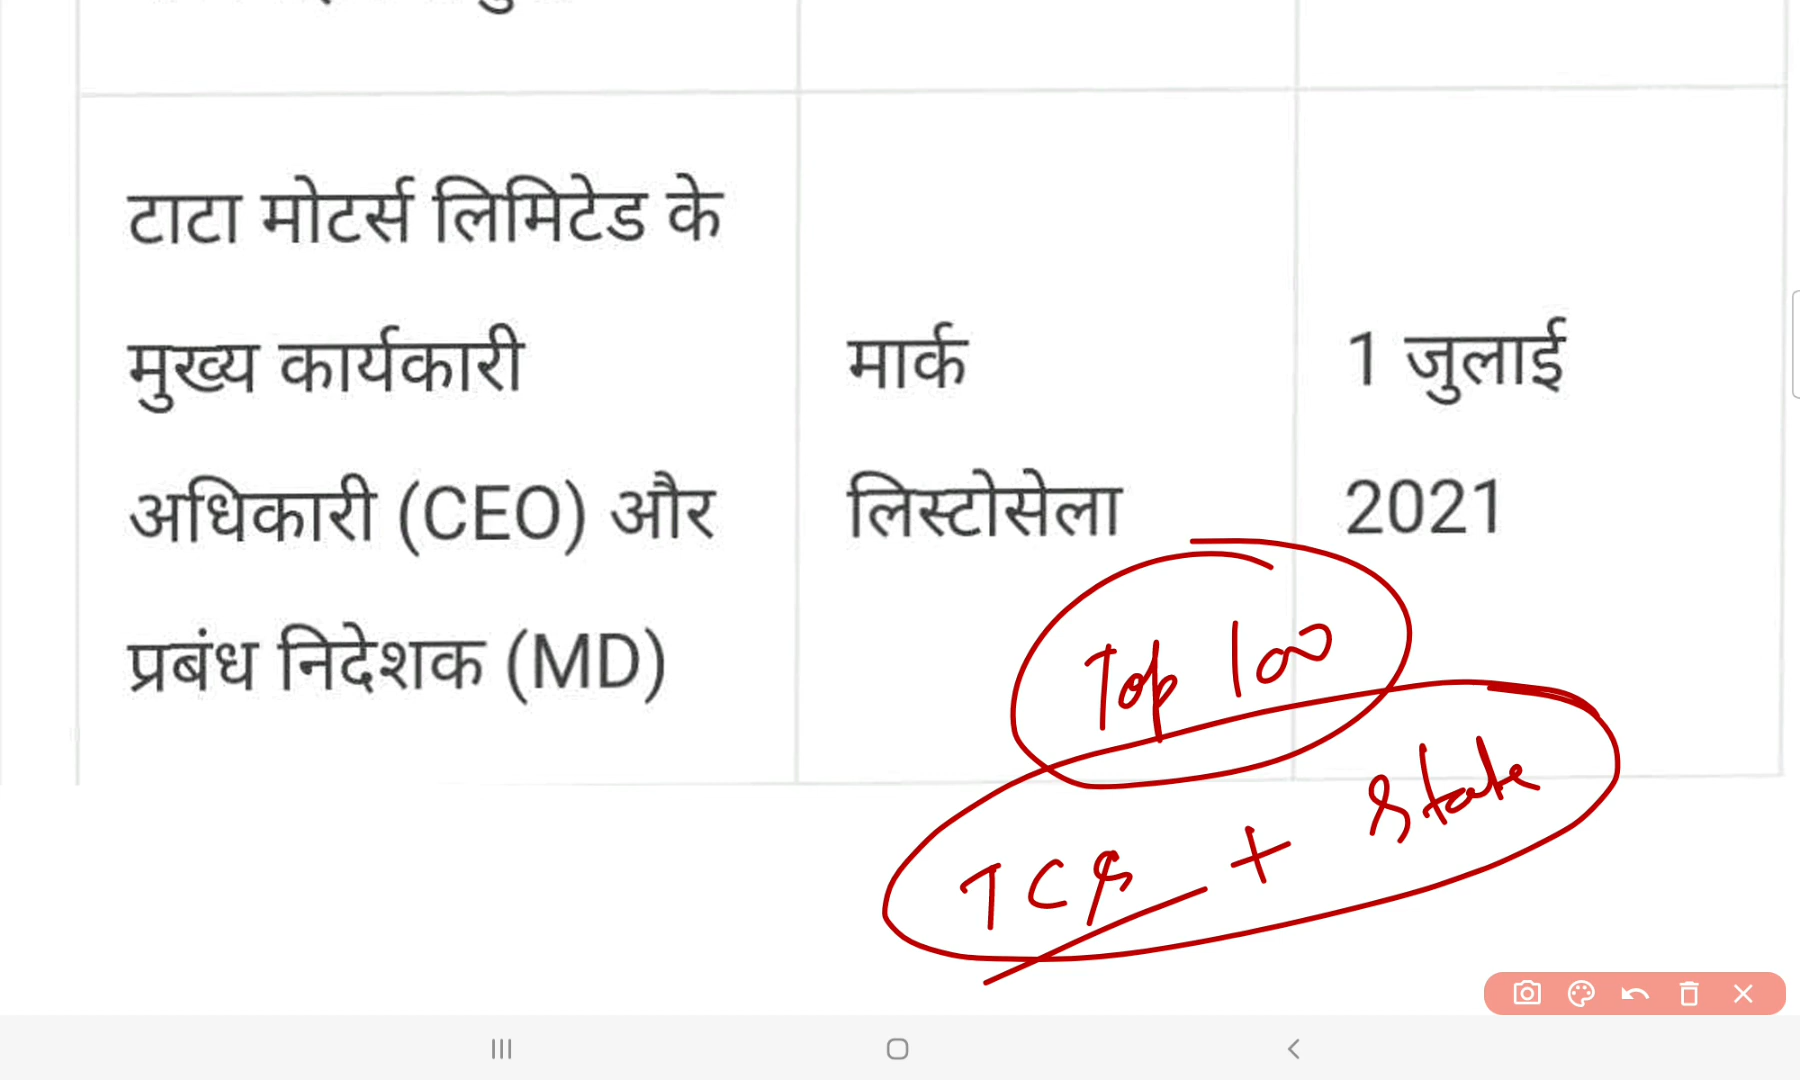 टाटा मोटर्स लिमिटेड के
मुख्य कार्यकारी
अधिकारी (CEO) और
प्रबंध निदेशक (MD)
मार्क
लिस्टोसेला
1 जुलाई
2021
Top 100
TCS + State